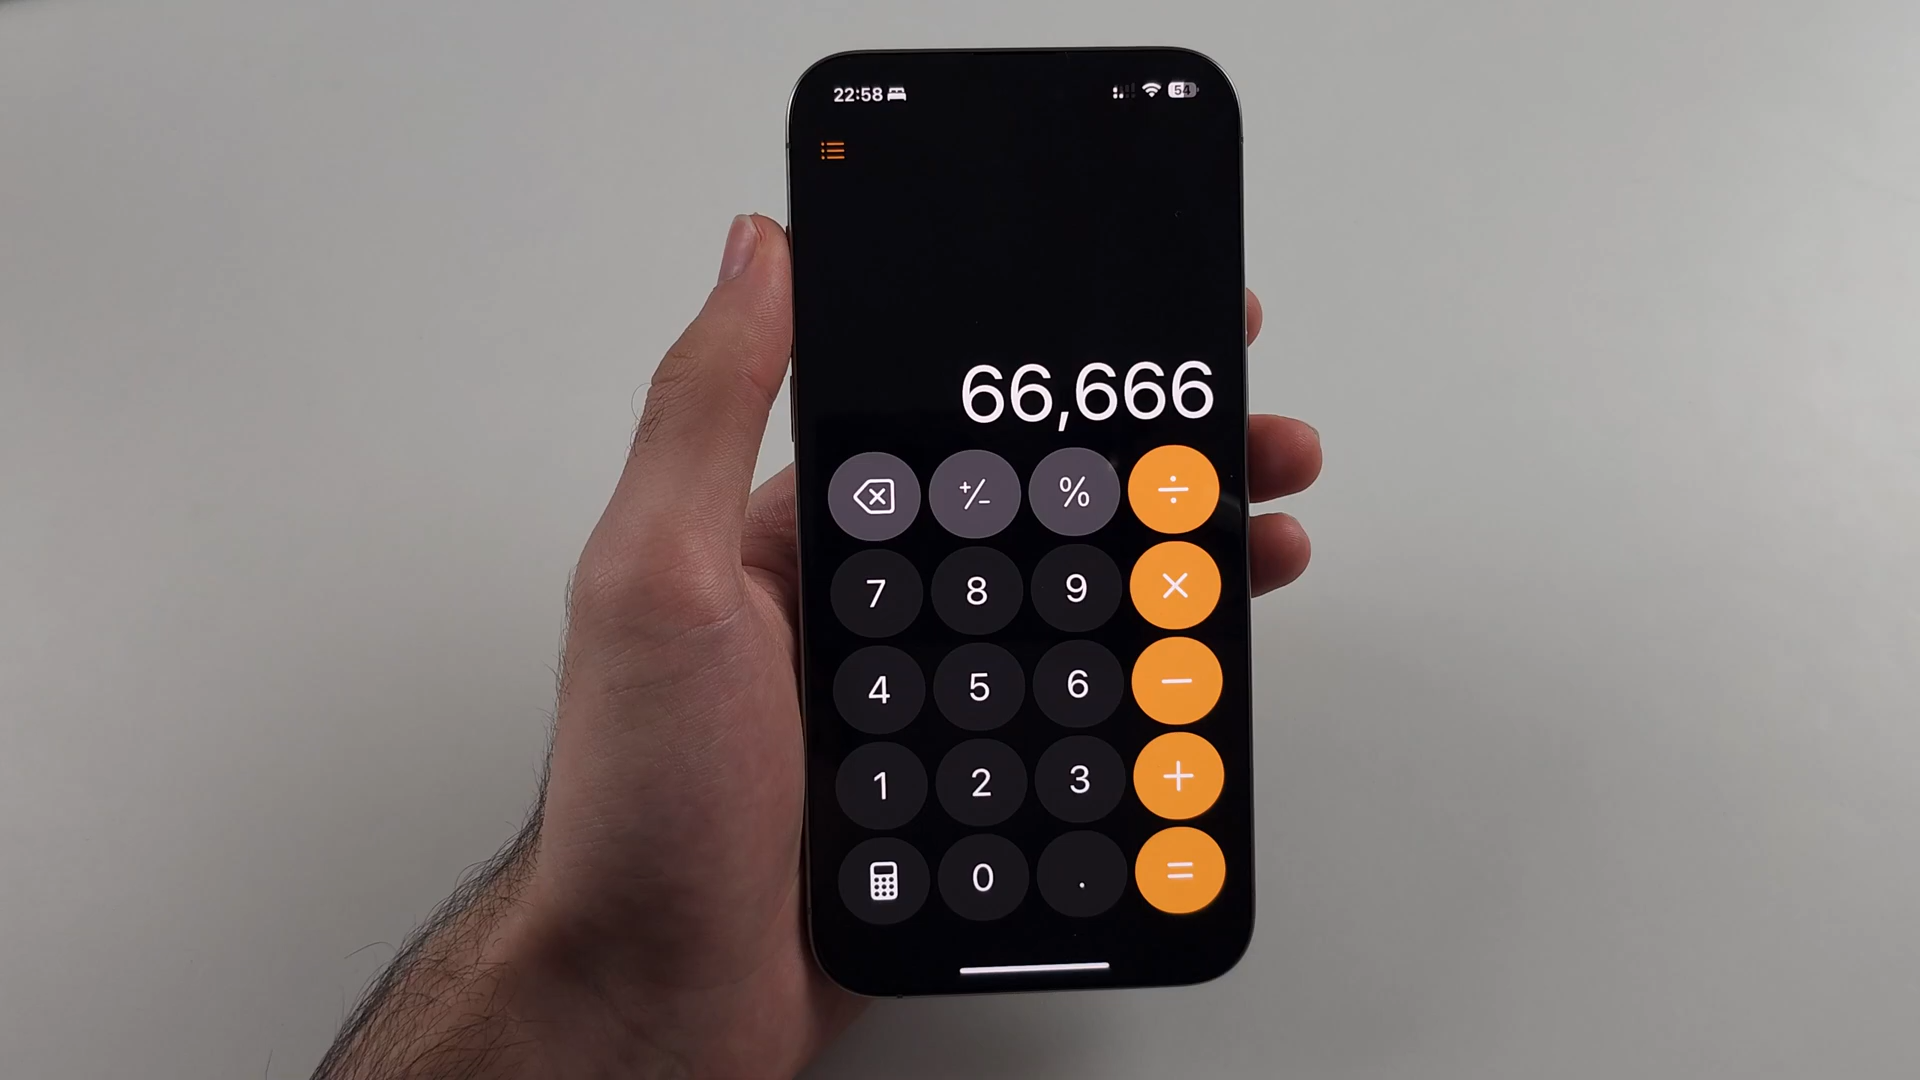 22:58 54
66,666
+/- % ÷
7 8 9 ×
4 5 6 −
1 2 3 +
0 . =